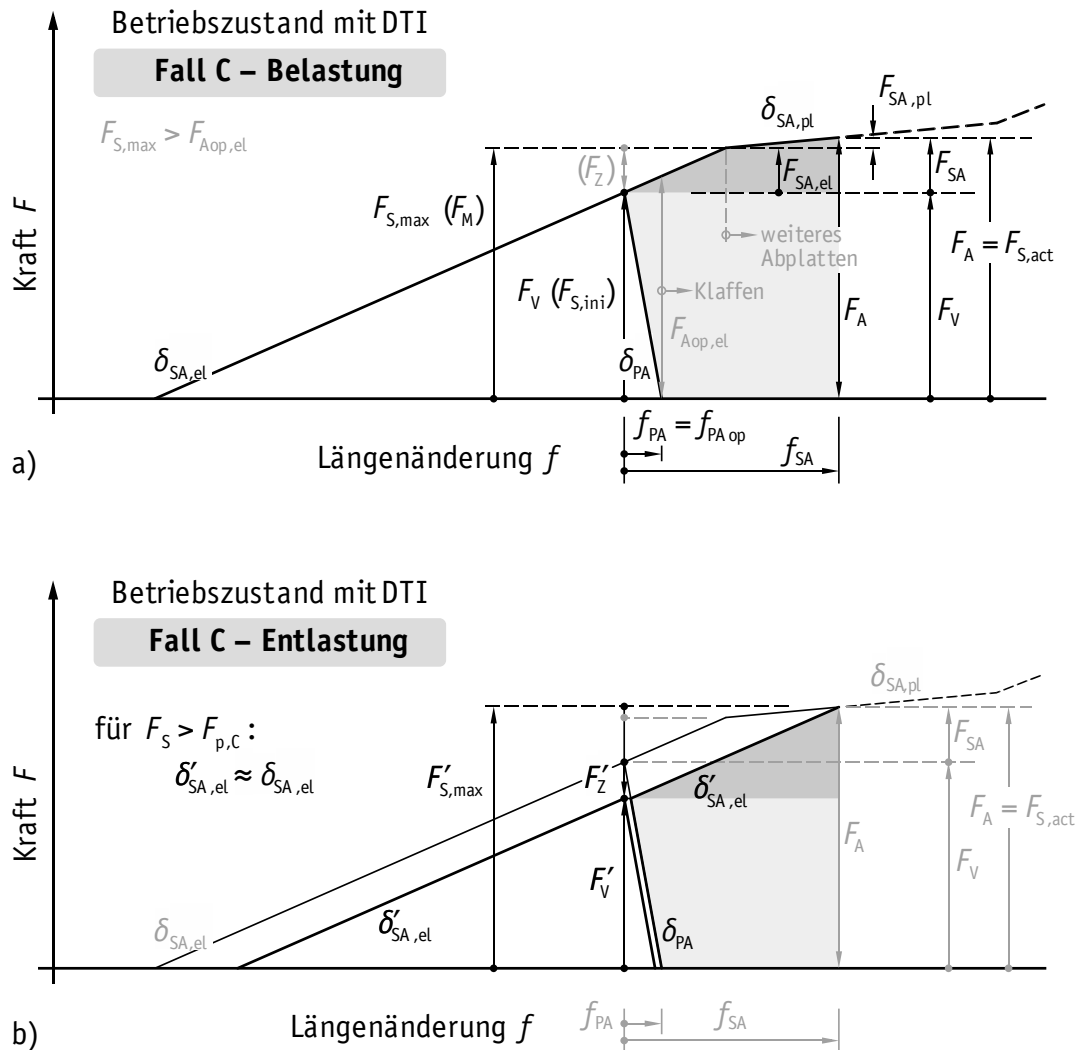 Betriebszustand mit DTI
Fall C – Belastung
F_S,max > F_Aop,el
Kraft F
F_S,max (F_M)
(F_Z)
δ_SA,pl
F_SA,pl
F_SA,el
F_SA
weiteres
Abplatten
F_A = F_S,act
F_V (F_S,ini)
Klaffen
F_Aop,el
F_A
F_V
δ_SA,el
δ_PA
f_PA = f_PA op
f_SA
Längenänderung f
a)
Betriebszustand mit DTI
Fall C – Entlastung
für F_S > F_p,C :
δ′_SA,el ≈ δ_SA,el
Kraft F
δ_SA,pl
F_SA
F′_S,max
F′_Z
δ′_SA,el
F_A = F_S,act
F_A
F_V
F′_V
δ_SA,el
δ′_SA,el
δ_PA
f_PA
f_SA
Längenänderung f
b)